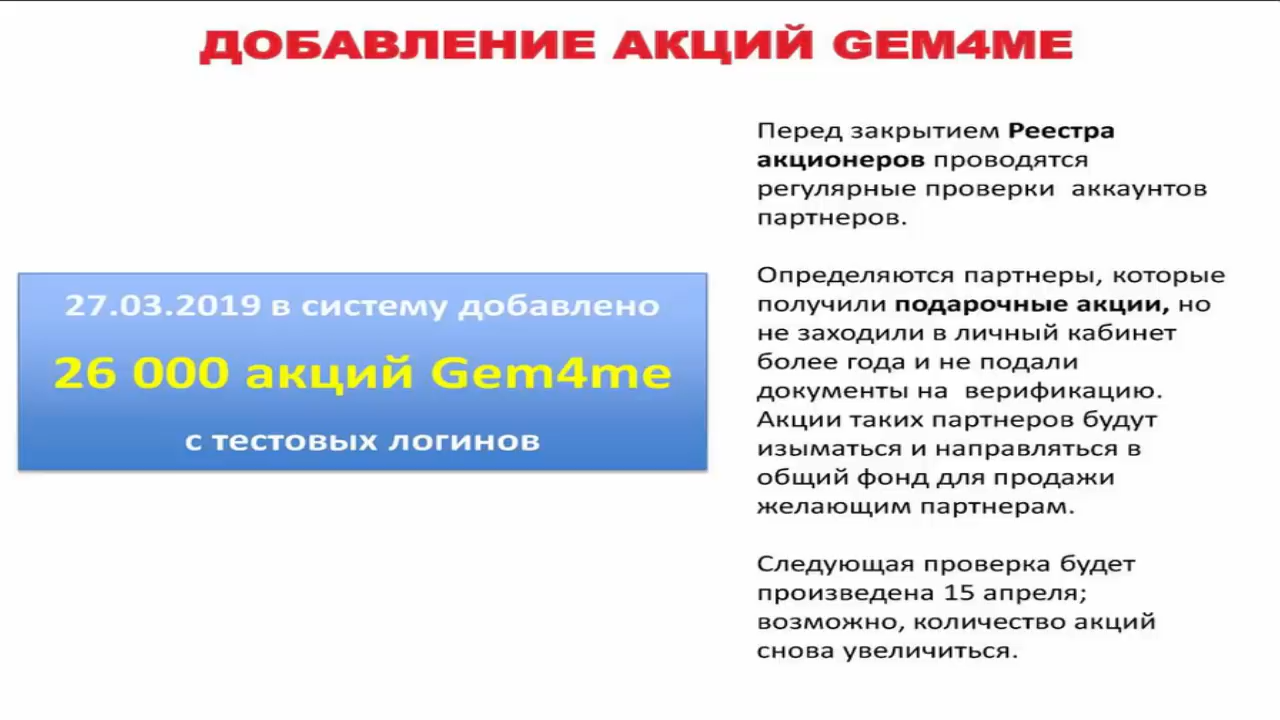 ДОБАВЛЕНИЕ АКЦИЙ GEM4ME
27.03.2019 в систему добавлено
26 000 акций Gem4me
с тестовых логинов
Перед закрытием Реестра
акционеров проводятся
регулярные проверки аккаунтов
партнеров.
Определяются партнеры, которые
получили подарочные акции, но
не заходили в личный кабинет
более года и не подали
документы на верификацию.
Акции таких партнеров будут
изыматься и направляться в
общий фонд для продажи
желающим партнерам.
Следующая проверка будет
произведена 15 апреля;
возможно, количество акций
снова увеличиться.